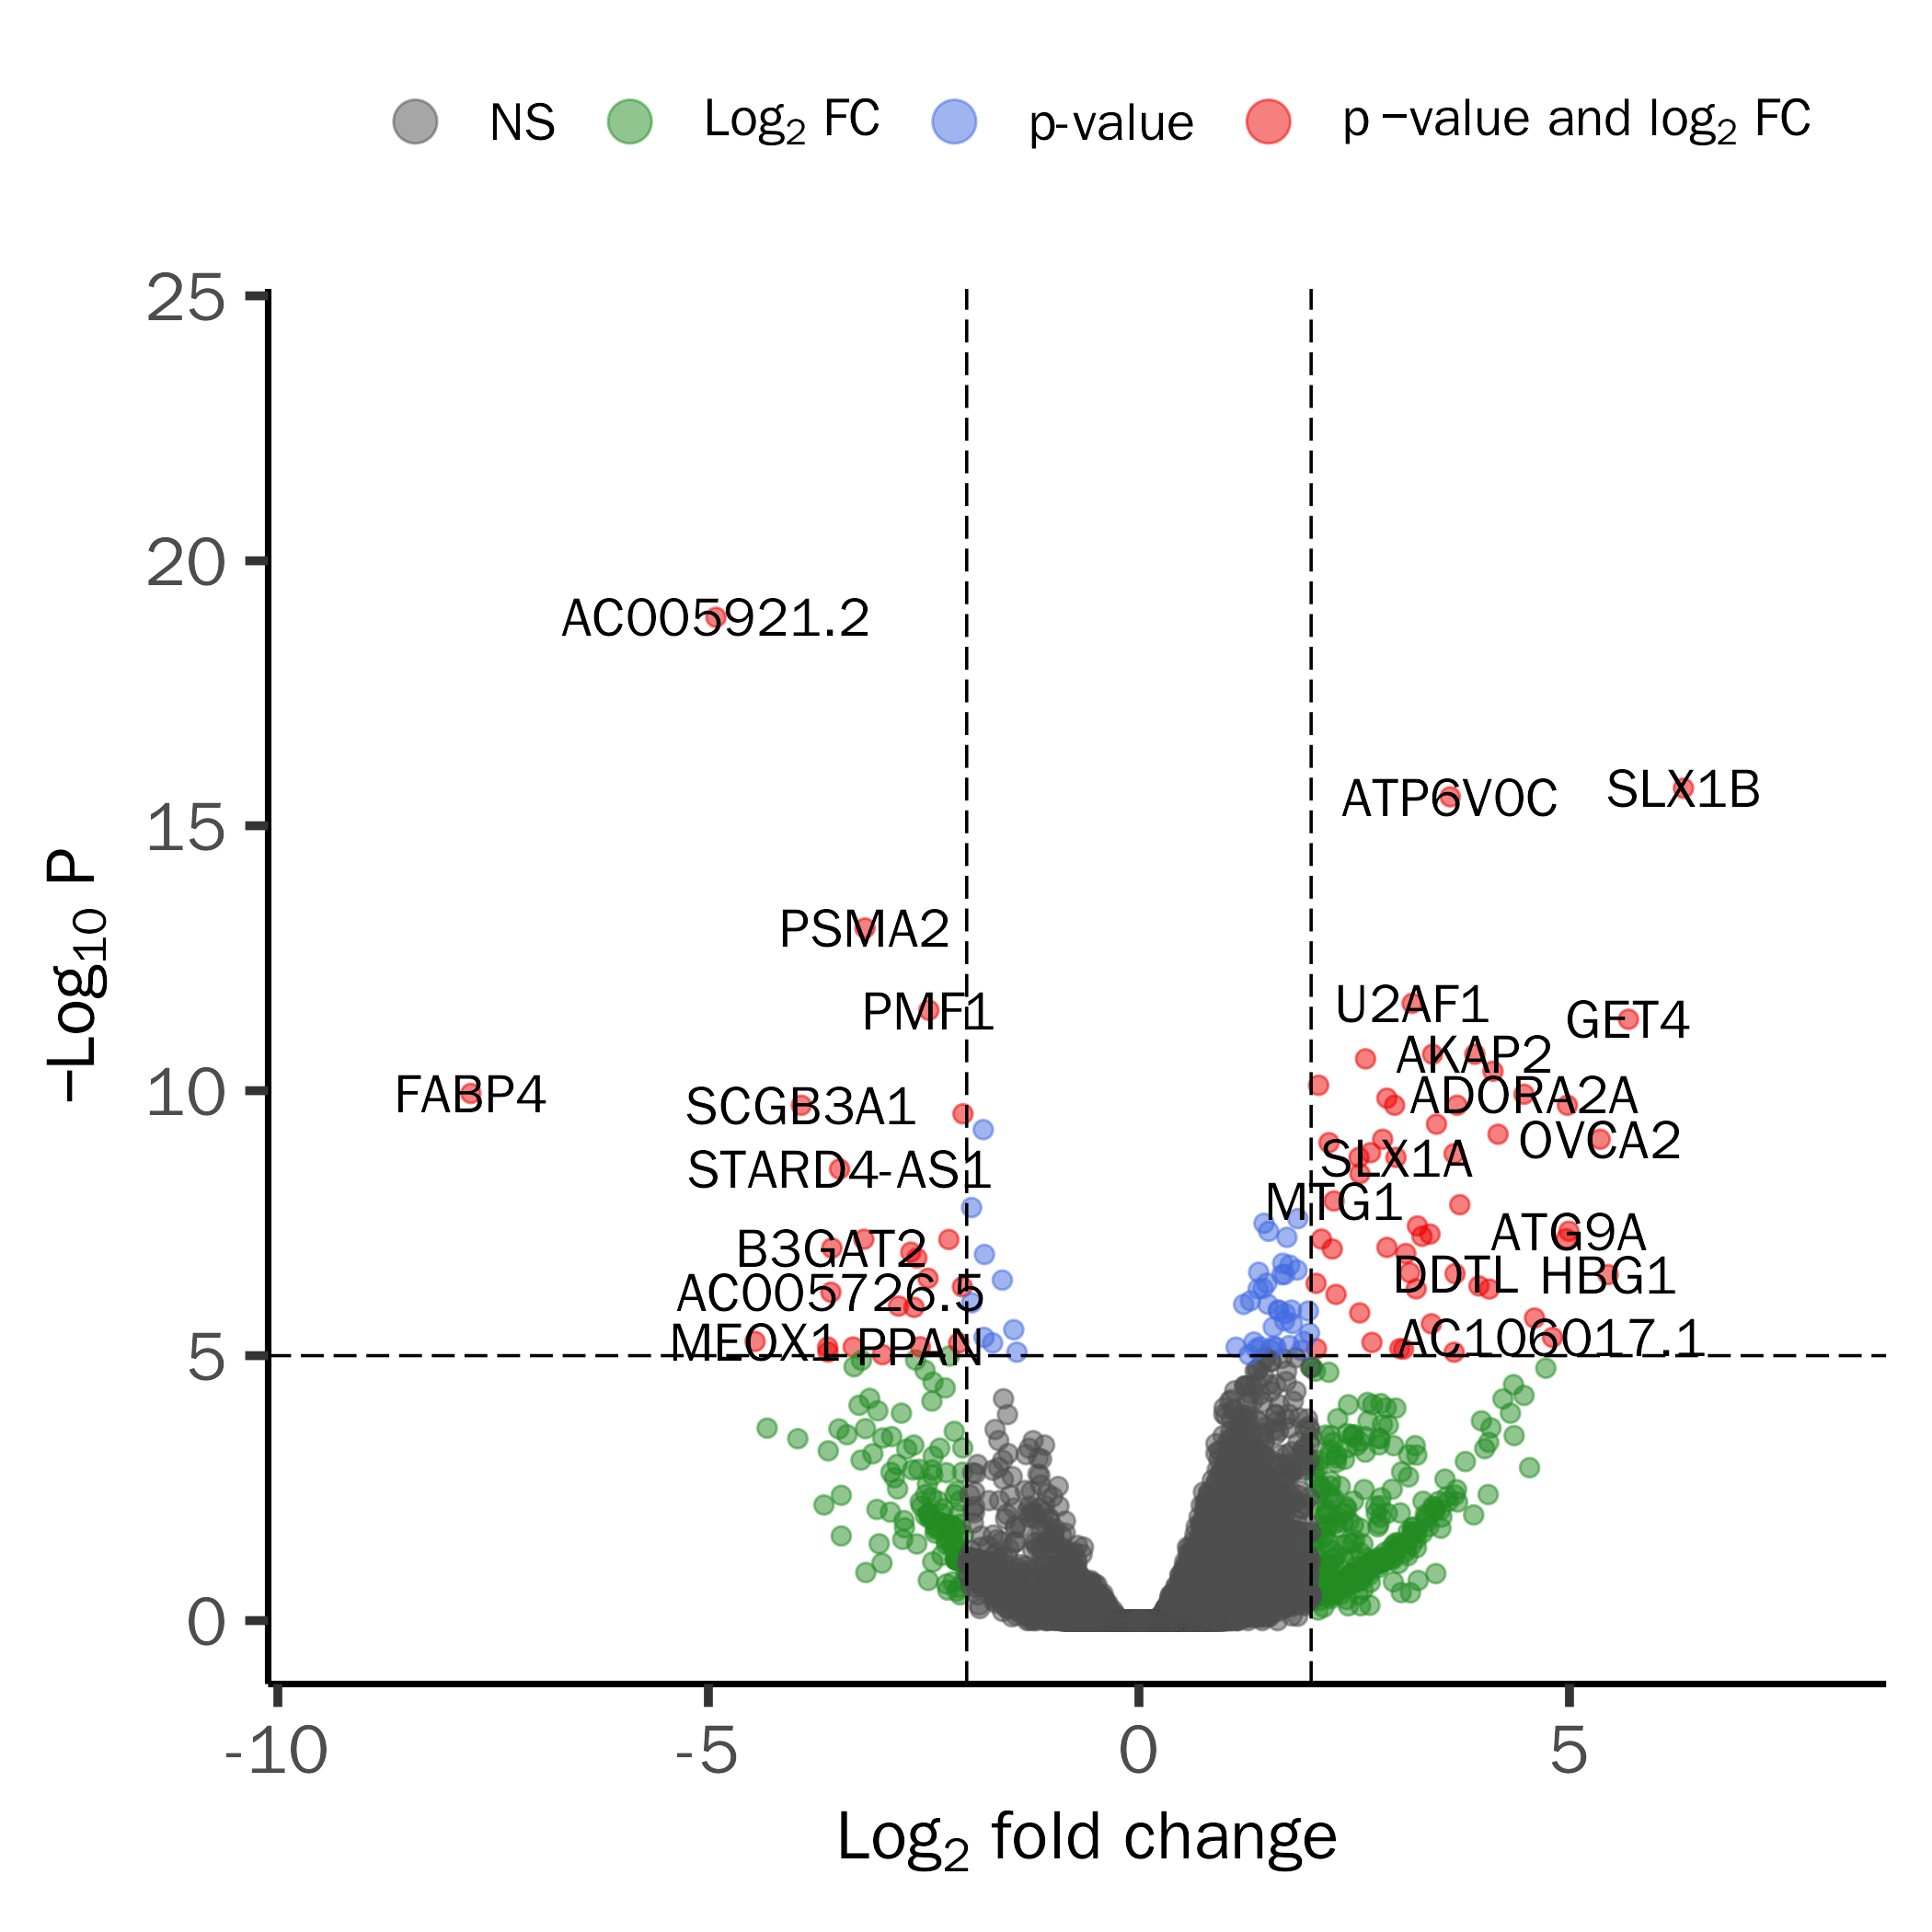 NS Log₂ FC p-value p −value and log₂ FC
25
20
15
10
5
0
−Log₁₀ P
AC005921.2
ATP6V0C
SLX1B
PSMA2
PMF1
U2AF1
GET4
AKAP2
FABP4
SCGB3A1
ADORA2A
OVCA2
STARD4-AS1
SLX1A
MTG1
B3GAT2
ATG9A
AC005726.5
DDTL
HBG1
MEOX1
PPAN
AC106017.1
-10
-5
0
5
Log₂ fold change